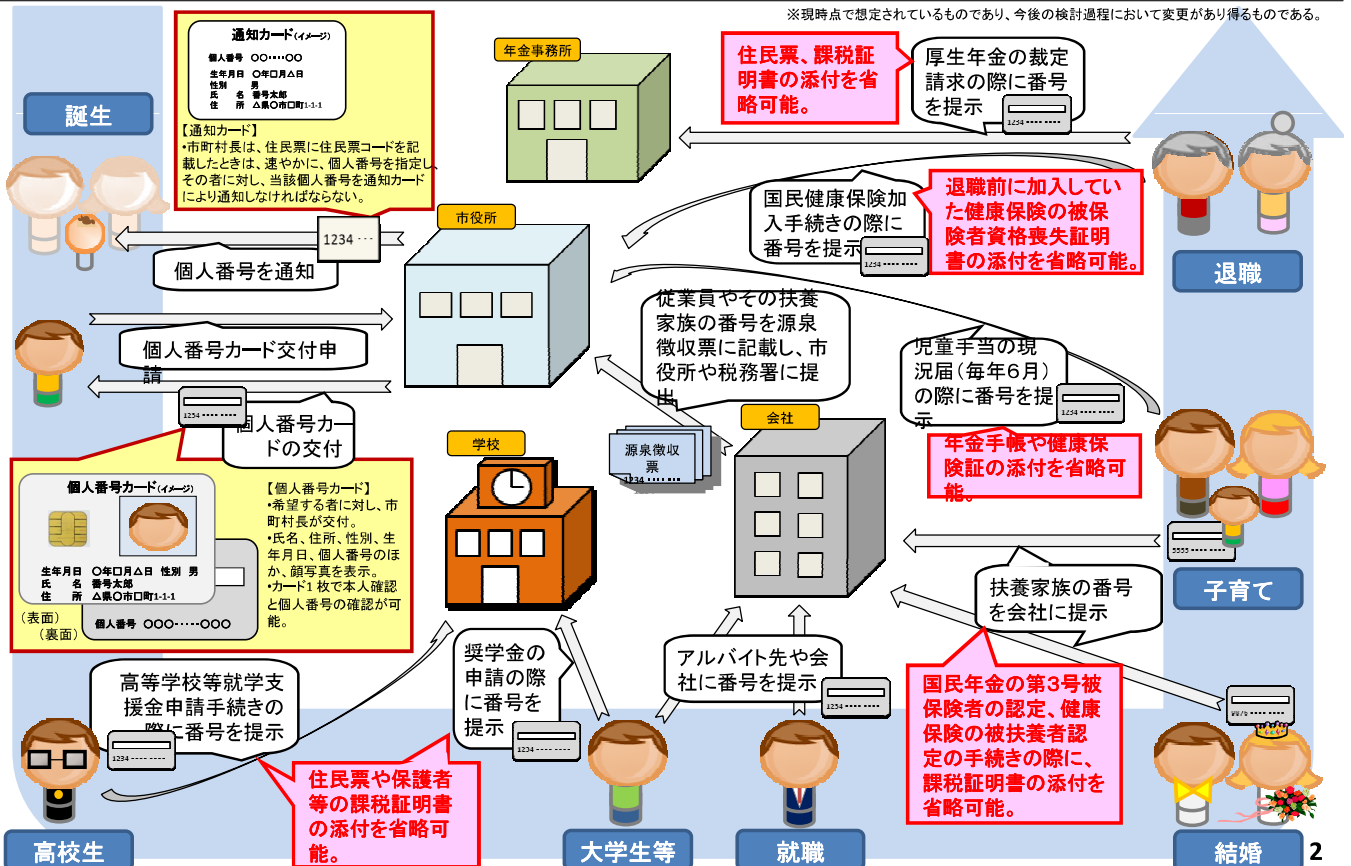 ※現時点で想定されているものであり、今後の検討過程において変更があり得るものである。
通知カード(イメージ)
個人番号 ○○‥‥‥○○
生年月日 ○年□月△日
性別 男
氏 名 番号太郎
住 所 △県○市□町1-1-1
【通知カード】
・市町村長は、住民票に住民票コードを記
載したときは、速やかに、個人番号を指定し、
その者に対し、当該個人番号を通知カード
により通知しなければならない。
誕生
1234 ‥‥
個人番号を通知
年金事務所
住民票、課税証
明書の添付を省
略可能。
厚生年金の裁定
請求の際に番号
を提示
1234 ---- ----
市役所
国民健康保険加
入手続きの際に
番号を提示
1234 ---- ----
退職前に加入してい
た健康保険の被保
険者資格喪失証明
書の添付を省略可能。
退職
個人番号カード交付申
請
1234 ---- ----
個人番号カー
ドの交付
従業員やその扶養
家族の番号を源泉
徴収票に記載し、市
役所や税務署に提
出
児童手当の現
況届(毎年6月)
の際に番号を提
示
1234 ---- ----
年金手帳や健康保
険証の添付を省略可
能。
会社
源泉徴収
票
1234 ---- ----
学校
個人番号カード(イメージ)
生年月日 ○年□月△日 性別 男
氏 名 番号太郎
住 所 △県○市□町1-1-1
(表面)
(裏面)
個人番号 ○○○‥‥‥○○○
【個人番号カード】
・希望する者に対し、市
町村長が交付。
・氏名、住所、性別、生
年月日、個人番号のほ
か、顔写真を表示。
・カード1枚で本人確認
と個人番号の確認が可
能。
5555 ---- ----
扶養家族の番号
を会社に提示
子育て
高等学校等就学支
援金申請手続きの
際に番号を提示
1234 ---- ----
奨学金の
申請の際
に番号を
提示
1234 ---- ----
アルバイト先や会
社に番号を提示
1234 ---- ----
国民年金の第3号被
保険者の認定、健康
保険の被扶養者認
定の手続きの際に、
課税証明書の添付を
省略可能。
住民票や保護者
等の課税証明書
の添付を省略可
能。
高校生
大学生等
就職
結婚
2